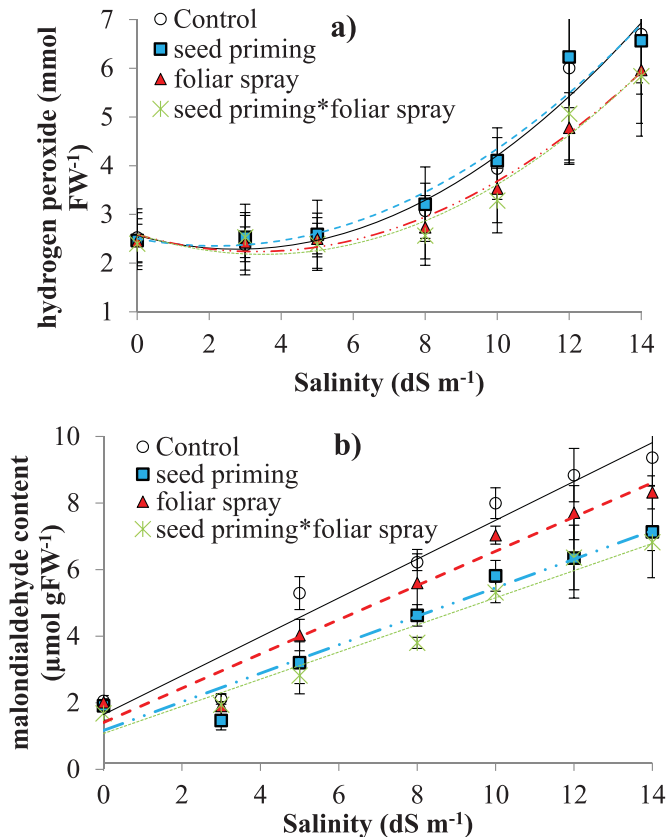 a)
Control
seed priming
foliar spray
seed priming*foliar spray
hydrogen peroxide (mmol
FW⁻¹)
7
6
5
4
3
2
1
0 2 4 6 8 10 12 14
Salinity (dS m⁻¹)
b)
Control
seed priming
foliar spray
seed priming*foliar spray
malondialdehyde content
(µmol gFW⁻¹)
10
8
6
4
2
0
0 2 4 6 8 10 12 14
Salinity (dS m⁻¹)